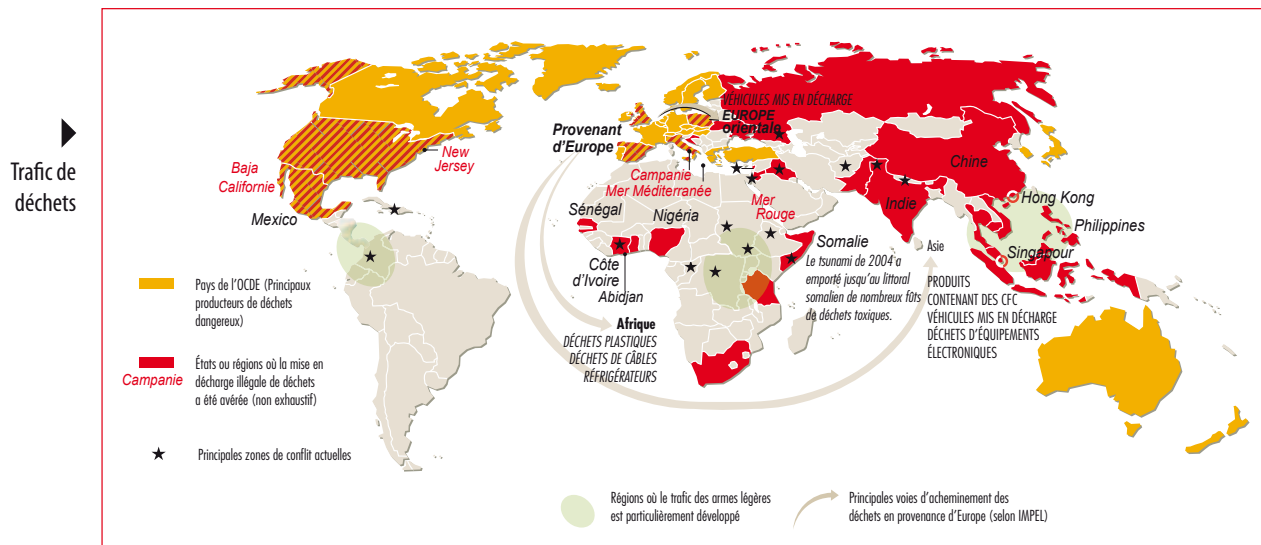 Trafic de
déchets
VÉHICULES MIS EN DÉCHARGE
EUROPE
orientale
Provenant
d'Europe
New
Jersey
Baja
Californie
Mexico
Campanie
Mer Méditerranée
Mer
Rouge
Chine
Hong Kong
Indie
Philippines
Singapour
Sénégal
Nigéria
Côte
d'Ivoire
Abidjan
Somalie
Le tsunami de 2004 a
emporté jusqu'au littoral
somalien de nombreux fûts
de déchets toxiques.
Asie
PRODUITS
CONTENANT DES CFC
VÉHICULES MIS EN DÉCHARGE
DÉCHETS D'ÉQUIPEMENTS
ÉLECTRONIQUES
Afrique
DÉCHETS PLASTIQUES
DÉCHETS DE CÂBLES
RÉFRIGÉRATEURS
Pays de l'OCDE (Principaux
producteurs de déchets
dangereux)
Campanie
États ou régions où la mise en
décharge illégale de déchets
a été avérée (non exhaustif)
Principales zones de conflit actuelles
Régions où le trafic des armes légères
est particulièrement développé
Principales voies d'acheminement des
déchets en provenance d'Europe (selon IMPEL)